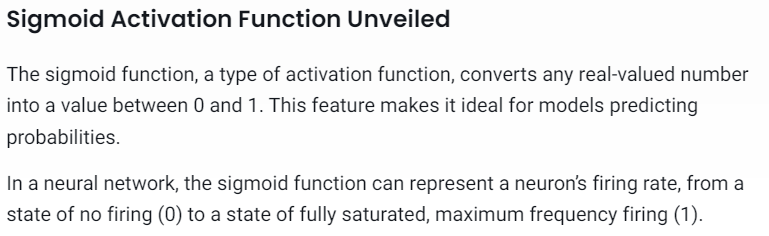 Sigmoid Activation Function Unveiled
The sigmoid function, a type of activation function, converts any real-valued number
into a value between 0 and 1. This feature makes it ideal for models predicting
probabilities.
In a neural network, the sigmoid function can represent a neuron’s firing rate, from a
state of no firing (0) to a state of fully saturated, maximum frequency firing (1).